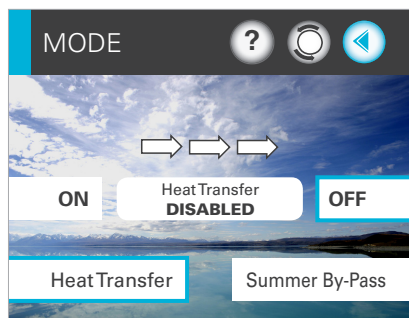 MODE ?
Heat Transfer
ON DISABLED OFF
Heat Transfer Summer By-Pass